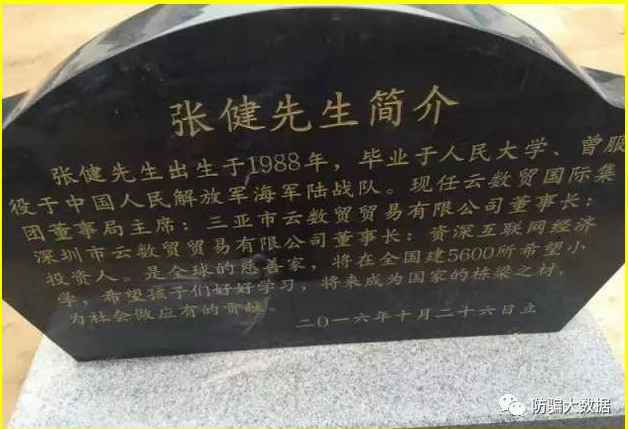 张健先生简介
张健先生出生于1988年，毕业于人民大学、曾服
役于中国人民解放军海军陆战队。现任云数贸国际集
团董事局主席；三亚市云数贸贸易有限公司董事长；
深圳市云数贸贸易有限公司董事长；资深互联网经济
投资人。是全球的慈善家，将在全国建5600所希望小
学，希望孩子们好好学习，将来成为国家的栋梁之材，
为社会做应有的贡献。
二〇一六年十月二十六日立
防骗大数据